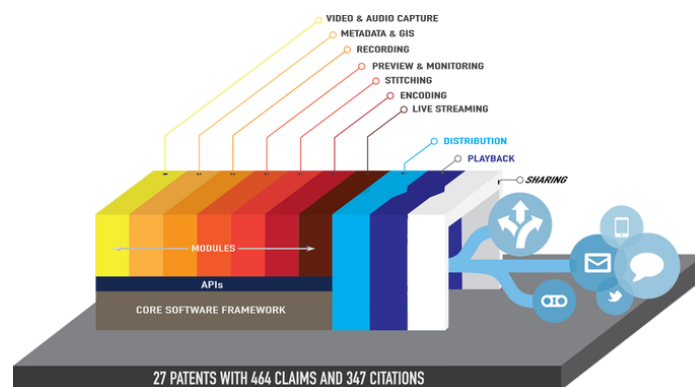 VIDEO & AUDIO CAPTURE
METADATA & GIS
RECORDING
PREVIEW & MONITORING
STITCHING
ENCODING
LIVE STREAMING
DISTRIBUTION
PLAYBACK
SHARING
MODULES
APIs
CORE SOFTWARE FRAMEWORK
27 PATENTS WITH 464 CLAIMS AND 347 CITATIONS